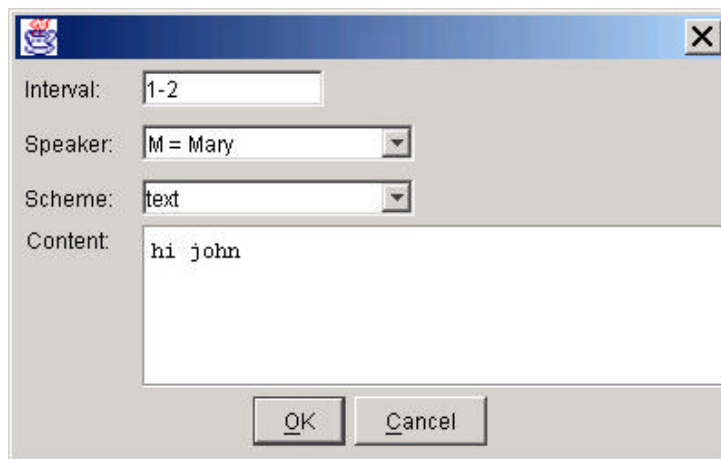 Interval: 1-2
Speaker: M = Mary
Scheme: text
Content: hi john
OK Cancel